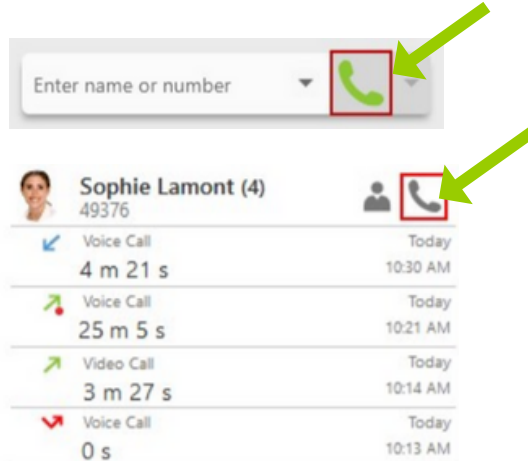 Enter name or number
Sophie Lamont (4)
49376
Voice Call Today
4 m 21 s 10:30 AM
Voice Call Today
25 m 5 s 10:21 AM
Video Call Today
3 m 27 s 10:14 AM
Voice Call Today
0 s 10:13 AM